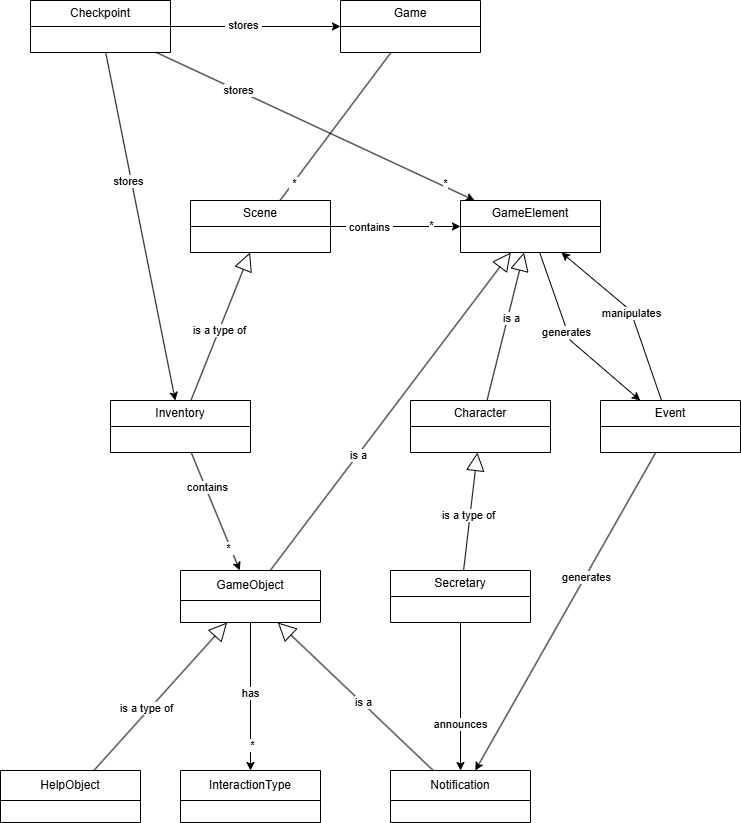 Checkpoint
stores
Game
stores
stores
*
*
Scene
contains
*
GameElement
is a type of
is a
generates
manipulates
Inventory
Character
Event
contains
is a
*
is a type of
generates
GameObject
Secretary
is a type of
has
is a
announces
*
HelpObject
InteractionType
Notification